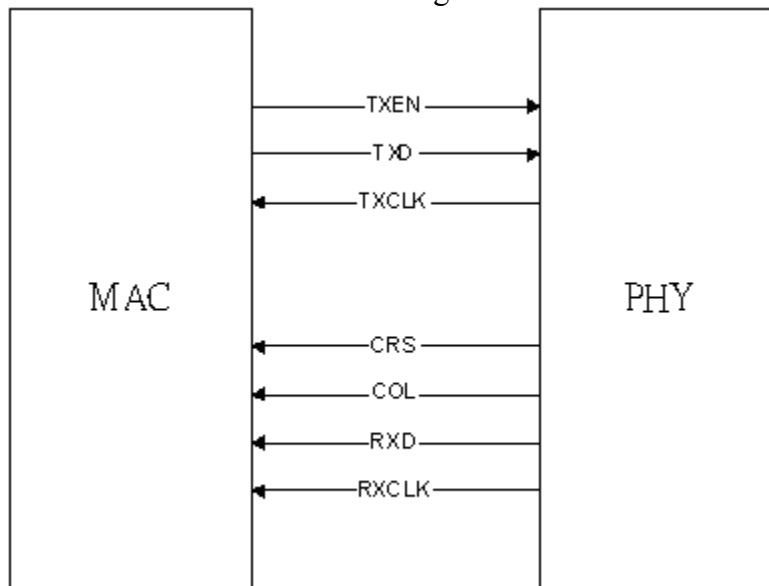 TXEN
TXD
TXCLK
MAC
PHY
CRS
COL
RXD
RXCLK